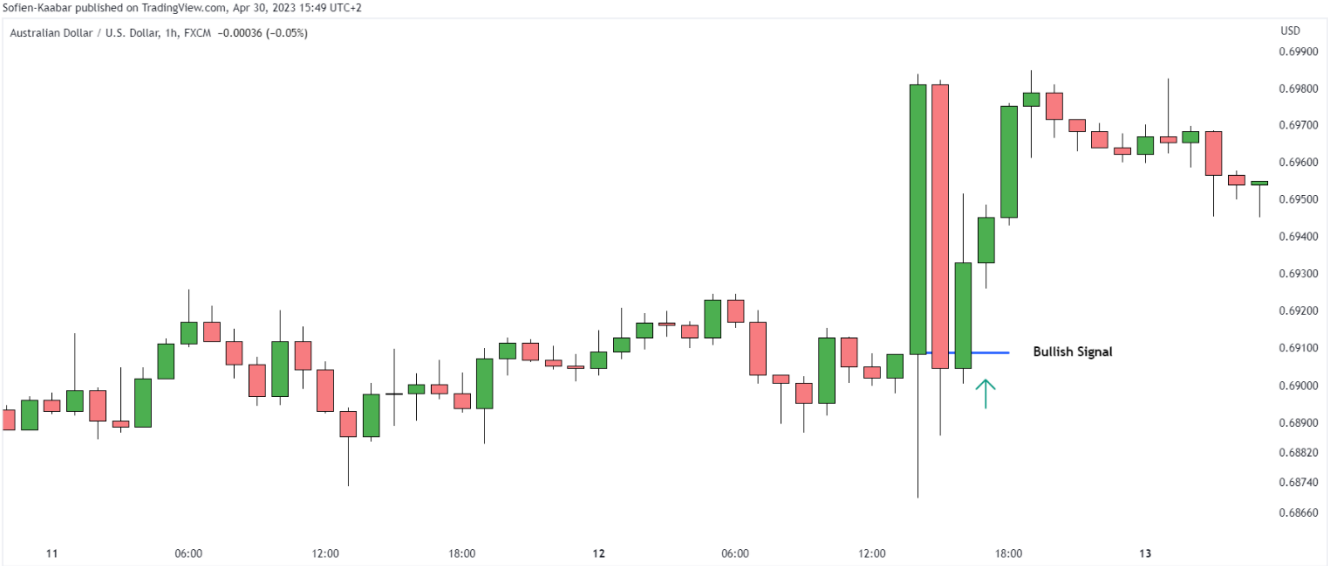 Sofien-Kaabar published on TradingView.com, Apr 30, 2023 15:49 UTC+2
Australian Dollar / U.S. Dollar, 1h, FXCM −0.00036 (−0.05%)
USD
0.69900
0.69800
0.69700
0.69600
0.69500
0.69400
0.69300
0.69200
0.69100
Bullish Signal
0.69000
0.68900
0.68820
0.68740
0.68660
11 06:00 12:00 18:00 12 06:00 12:00 18:00 13